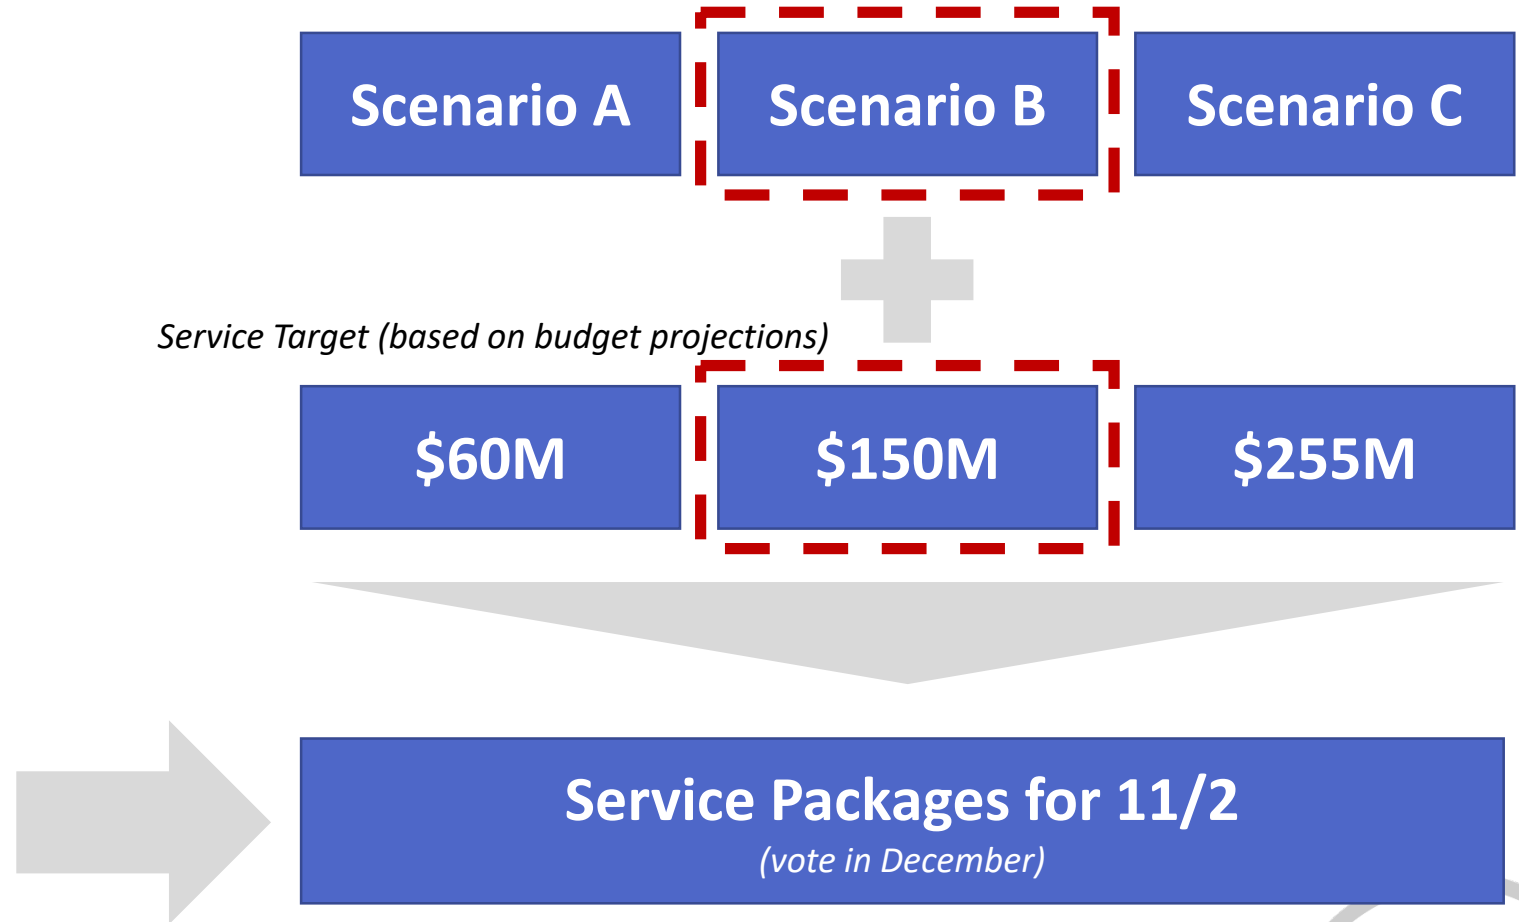 Scenario A
Scenario B
Scenario C
Service Target (based on budget projections)
$60M
$150M
$255M
Service Packages for 11/2
(vote in December)